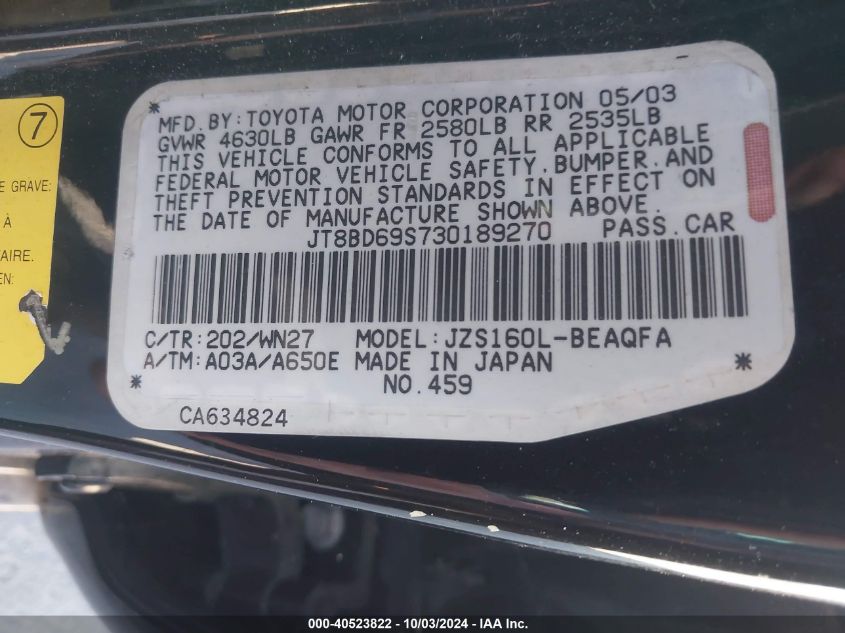 7
E GRAVE:
À
AIRE.
EN:
MFD. BY: TOYOTA MOTOR CORPORATION 05/03
GVWR 4630LB GAWR FR 2580LB RR 2535LB
THIS VEHICLE CONFORMS TO ALL APPLICABLE
FEDERAL MOTOR VEHICLE SAFETY, BUMPER, AND
THEFT PREVENTION STANDARDS IN EFFECT ON
THE DATE OF MANUFACTURE SHOWN ABOVE.
JT8BD69S730189270 PASS. CAR
C/TR: 202/WN27 MODEL: JZS160L-BEAQFA
A/TM: A03A/A650E MADE IN JAPAN
NO. 459
CA634824
000-40523822 - 10/03/2024 - IAA Inc.